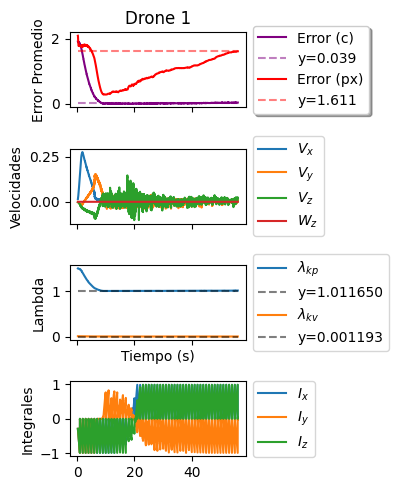 Drone 1
Error Promedio
2
0
Error (c)
y=0.039
Error (px)
y=1.611
Velocidades
0.25
0.00
V_x
V_y
V_z
W_z
Lambda
1
0
Tiempo (s)
λ_kp
y=1.011650
λ_kv
y=0.001193
Integrales
1
0
−1
0 20 40
I_x
I_y
I_z